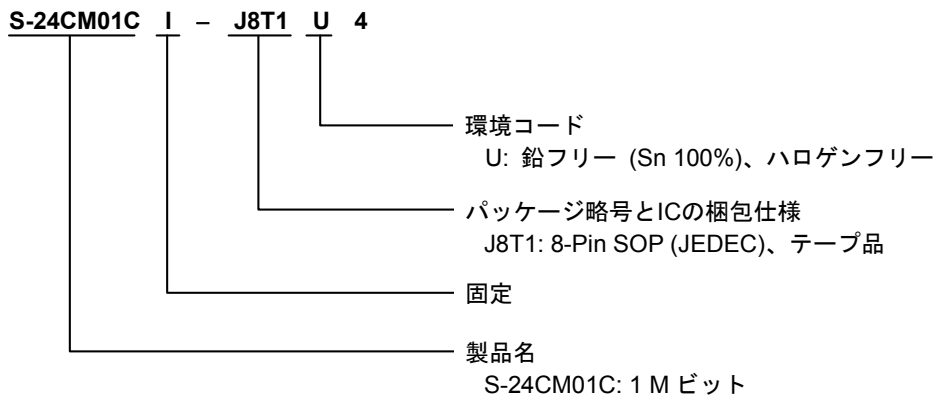 S-24CM01C I – J8T1 U 4
環境コード
U: 鉛フリー (Sn 100%)、ハロゲンフリー
パッケージ略号とICの梱包仕様
J8T1: 8-Pin SOP (JEDEC)、テープ品
固定
製品名
S-24CM01C: 1 M ビット